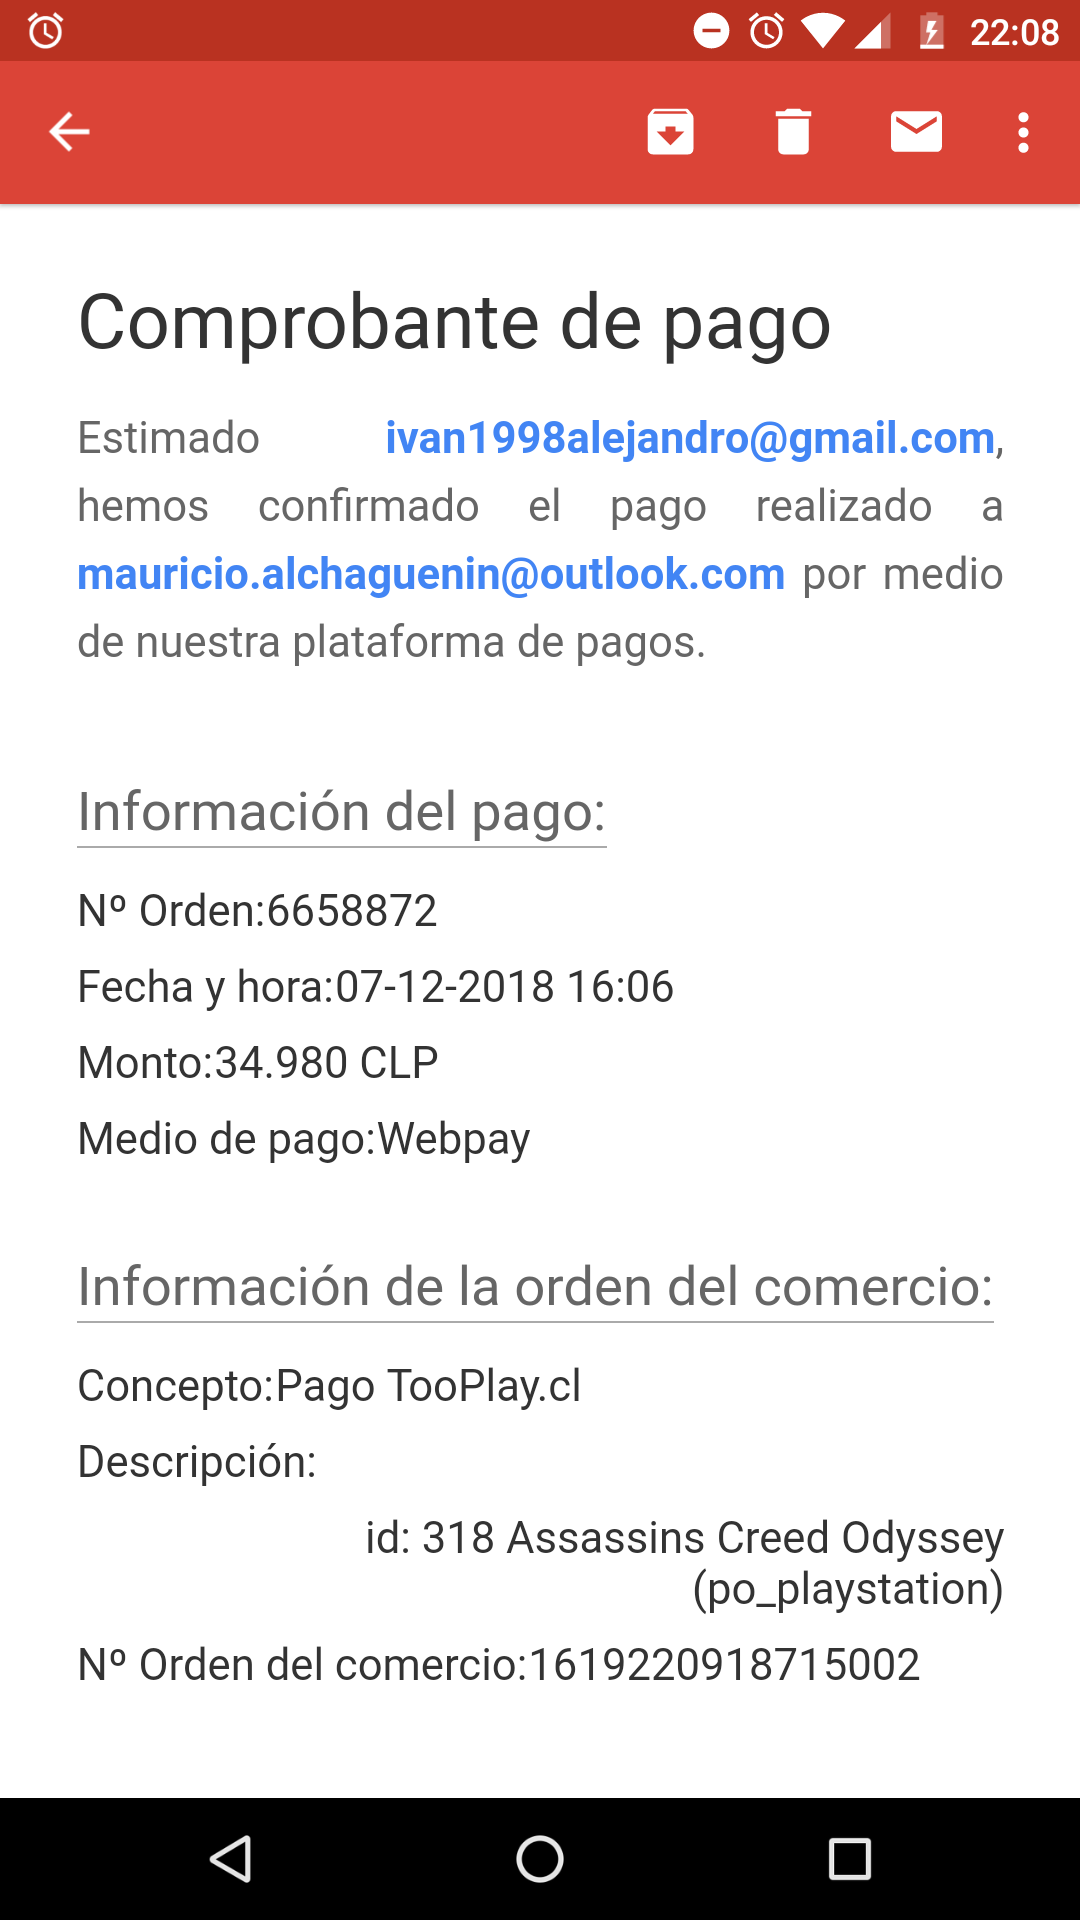 22:08
Comprobante de pago
Estimado ivan1998alejandro@gmail.com,
hemos confirmado el pago realizado a
mauricio.alchaguenin@outlook.com por medio
de nuestra plataforma de pagos.
Información del pago:
Nº Orden:6658872
Fecha y hora:07-12-2018 16:06
Monto:34.980 CLP
Medio de pago:Webpay
Información de la orden del comercio:
Concepto:Pago TooPlay.cl
Descripción:
id: 318 Assassins Creed Odyssey
(po_playstation)
Nº Orden del comercio:1619220918715002